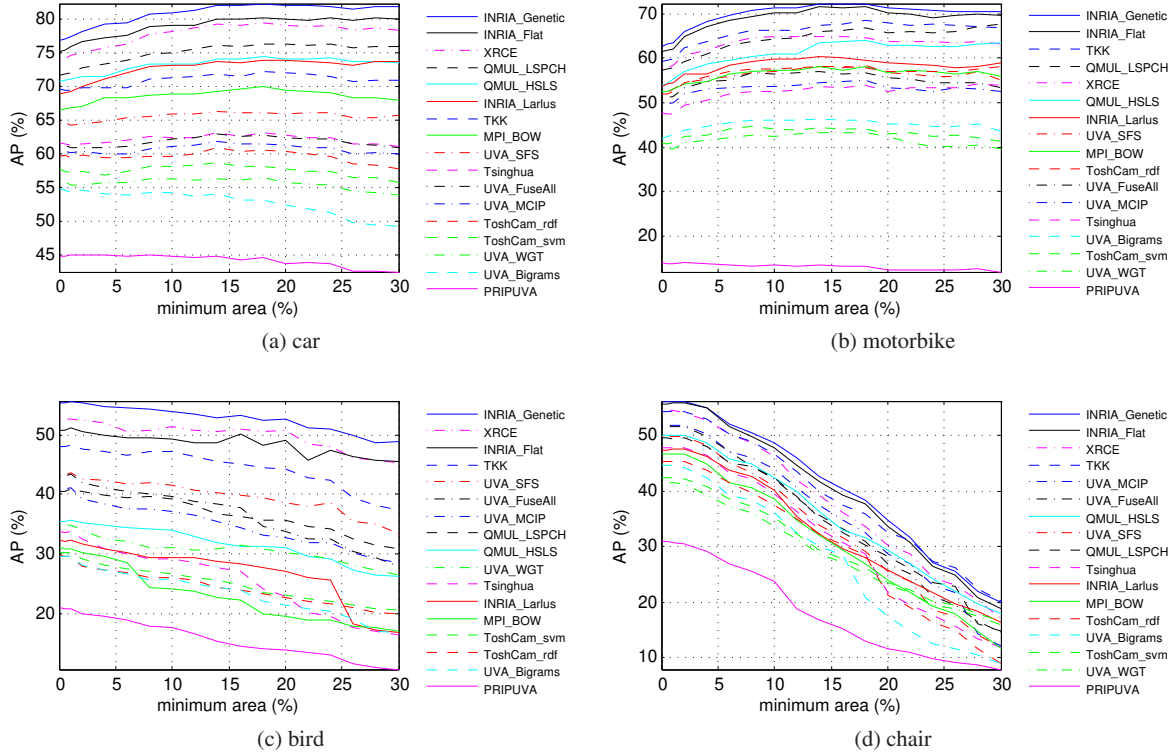 80
75
70
65
60
55
50
45
AP (%)
0 5 10 15 20 25 30
minimum area (%)
INRIA_Genetic
INRIA_Flat
XRCE
QMUL_LSPCH
QMUL_HSLS
INRIA_Larlus
TKK
MPI_BOW
UVA_SFS
Tsinghua
UVA_FuseAll
UVA_MCIP
ToshCam_rdf
ToshCam_svm
UVA_WGT
UVA_Bigrams
PRIPUVA
(a) car
70
60
50
40
30
20
AP (%)
0 5 10 15 20 25 30
minimum area (%)
INRIA_Genetic
INRIA_Flat
TKK
QMUL_LSPCH
XRCE
QMUL_HSLS
INRIA_Larlus
UVA_SFS
MPI_BOW
ToshCam_rdf
UVA_FuseAll
UVA_MCIP
Tsinghua
UVA_Bigrams
ToshCam_svm
UVA_WGT
PRIPUVA
(b) motorbike
50
40
30
20
AP (%)
0 5 10 15 20 25 30
minimum area (%)
INRIA_Genetic
XRCE
INRIA_Flat
TKK
UVA_SFS
UVA_FuseAll
UVA_MCIP
QMUL_LSPCH
QMUL_HSLS
UVA_WGT
Tsinghua
INRIA_Larlus
MPI_BOW
ToshCam_svm
ToshCam_rdf
UVA_Bigrams
PRIPUVA
(c) bird
50
40
30
20
10
AP (%)
0 5 10 15 20 25 30
minimum area (%)
INRIA_Genetic
INRIA_Flat
XRCE
TKK
UVA_MCIP
UVA_FuseAll
QMUL_HSLS
UVA_SFS
QMUL_LSPCH
Tsinghua
INRIA_Larlus
MPI_BOW
ToshCam_rdf
UVA_Bigrams
ToshCam_svm
UVA_WGT
PRIPUVA
(d) chair